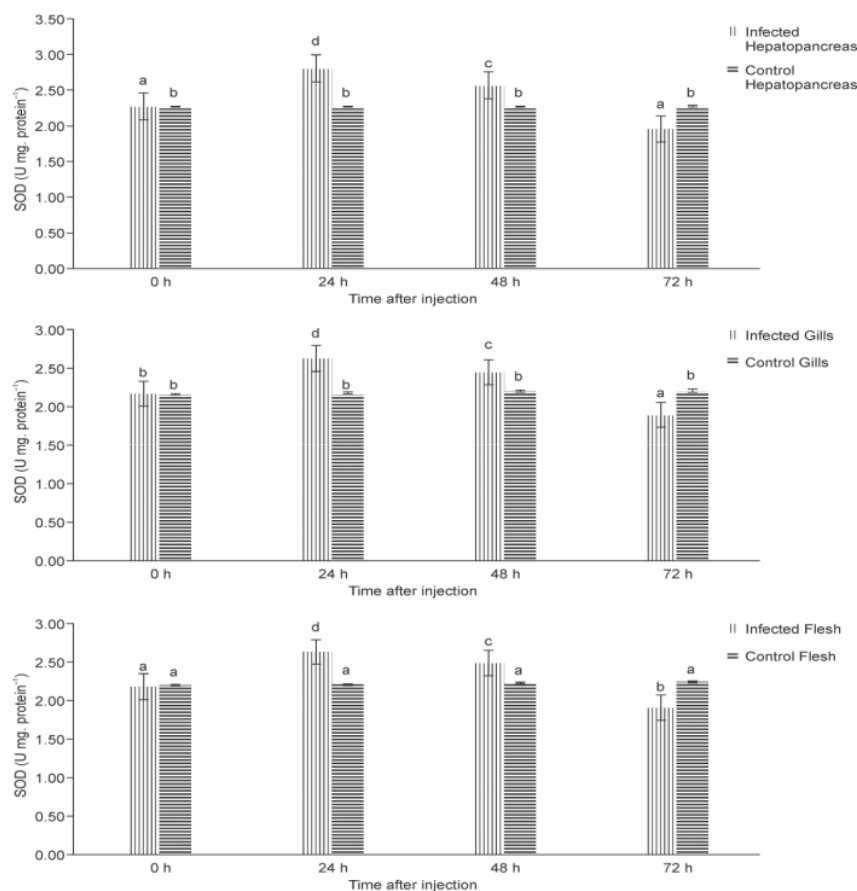 3.50
3.00
2.50
2.00
1.50
1.00
0.50
0.00
SOD (U mg. protein⁻¹)
a b d b c b a b
0 h 24 h 48 h 72 h
Time after injection
Infected
Hepatopancreas
Control
Hepatopancreas
3.00
2.50
2.00
1.50
1.00
0.50
0.00
SOD (U mg. protein⁻¹)
b b d b c b a b
0 h 24 h 48 h 72 h
Time after injection
Infected Gills
Control Gills
3.00
2.50
2.00
1.50
1.00
0.50
0.00
SOD (U mg. protein⁻¹)
a a d a c a b a
0 h 24 h 48 h 72 h
Time after injection
Infected Flesh
Control Flesh